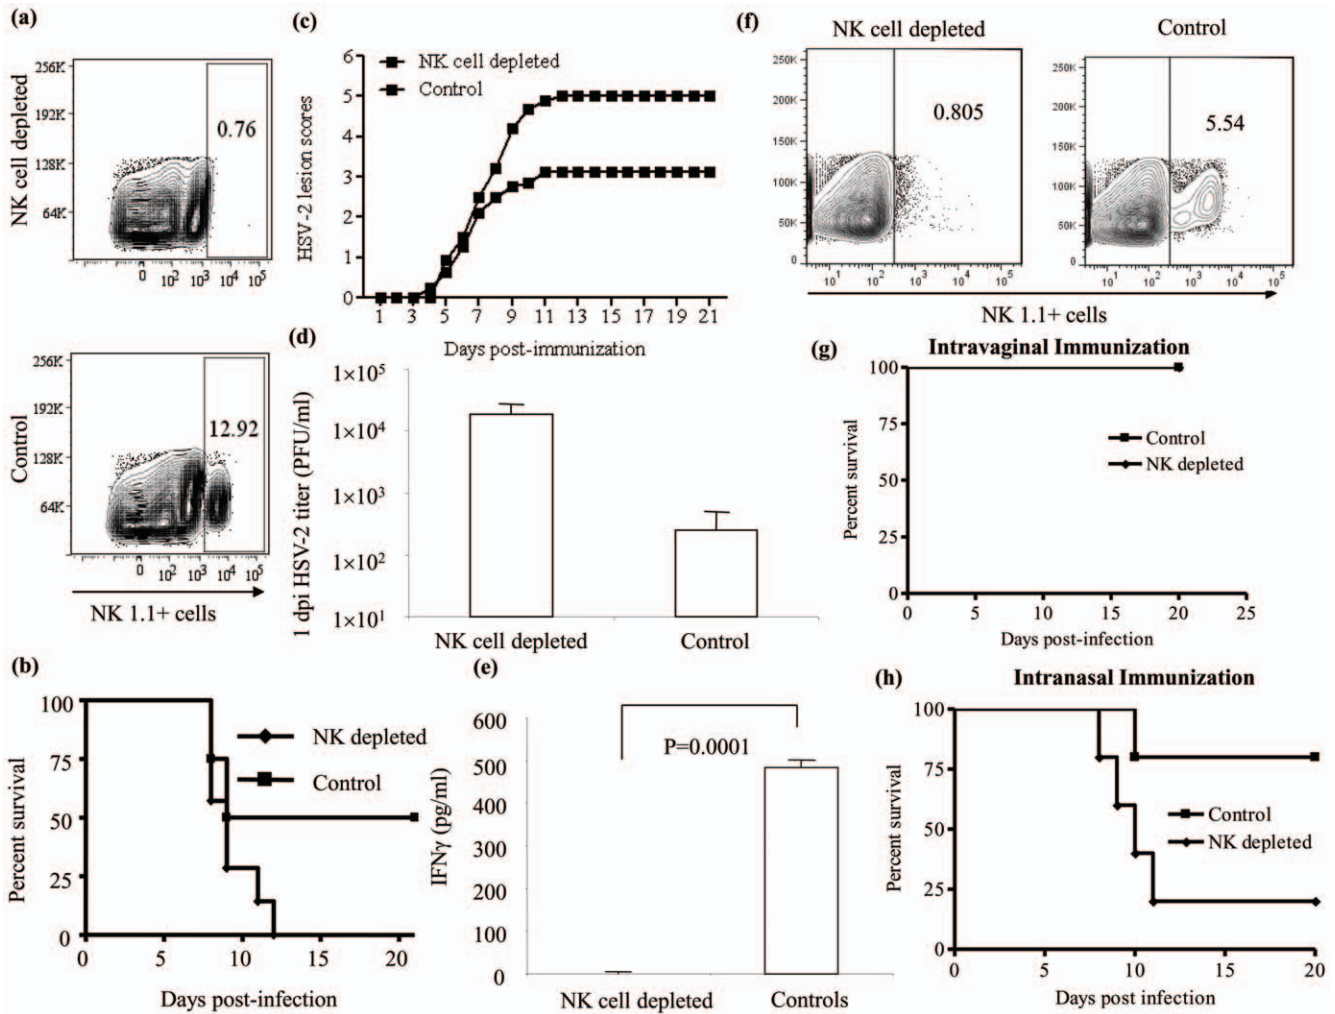 (a)
NK cell depleted
256K
192K
128K
64K
0.76
0 10² 10³ 10⁴ 10⁵
Control
256K
192K
128K
64K
12.92
0 10² 10³ 10⁴ 10⁵
NK 1.1+ cells
(b)
Percent survival
100
75
50
25
0
NK depleted
Control
0 5 10 15 20
Days post-infection
(c)
HSV-2 lesion scores
6
5
4
3
2
1
0
NK cell depleted
Control
1 3 5 7 9 11 13 15 17 19 21
Days post-immunization
(d)
1 dpi HSV-2 titer (PFU/ml)
1×10⁵
1×10⁴
1×10³
1×10²
1×10¹
NK cell depleted Control
(e)
IFNγ (pg/ml)
600
500
400
300
200
100
0
P=0.0001
NK cell depleted Controls
(f)
NK cell depleted Control
250K
200K
150K
100K
50K
0
0.805
10¹ 10² 10³ 10⁴ 10⁵
250K
200K
150K
100K
50K
0
5.54
10¹ 10² 10³ 10⁴ 10⁵
NK 1.1+ cells
(g)
Intravaginal Immunization
Percent survival
100
75
50
25
0
Control
NK depleted
0 5 10 15 20 25
Days post-infection
(h)
Intranasal Immunization
Percent survival
100
75
50
25
0
Control
NK depleted
0 5 10 15 20
Days post infection